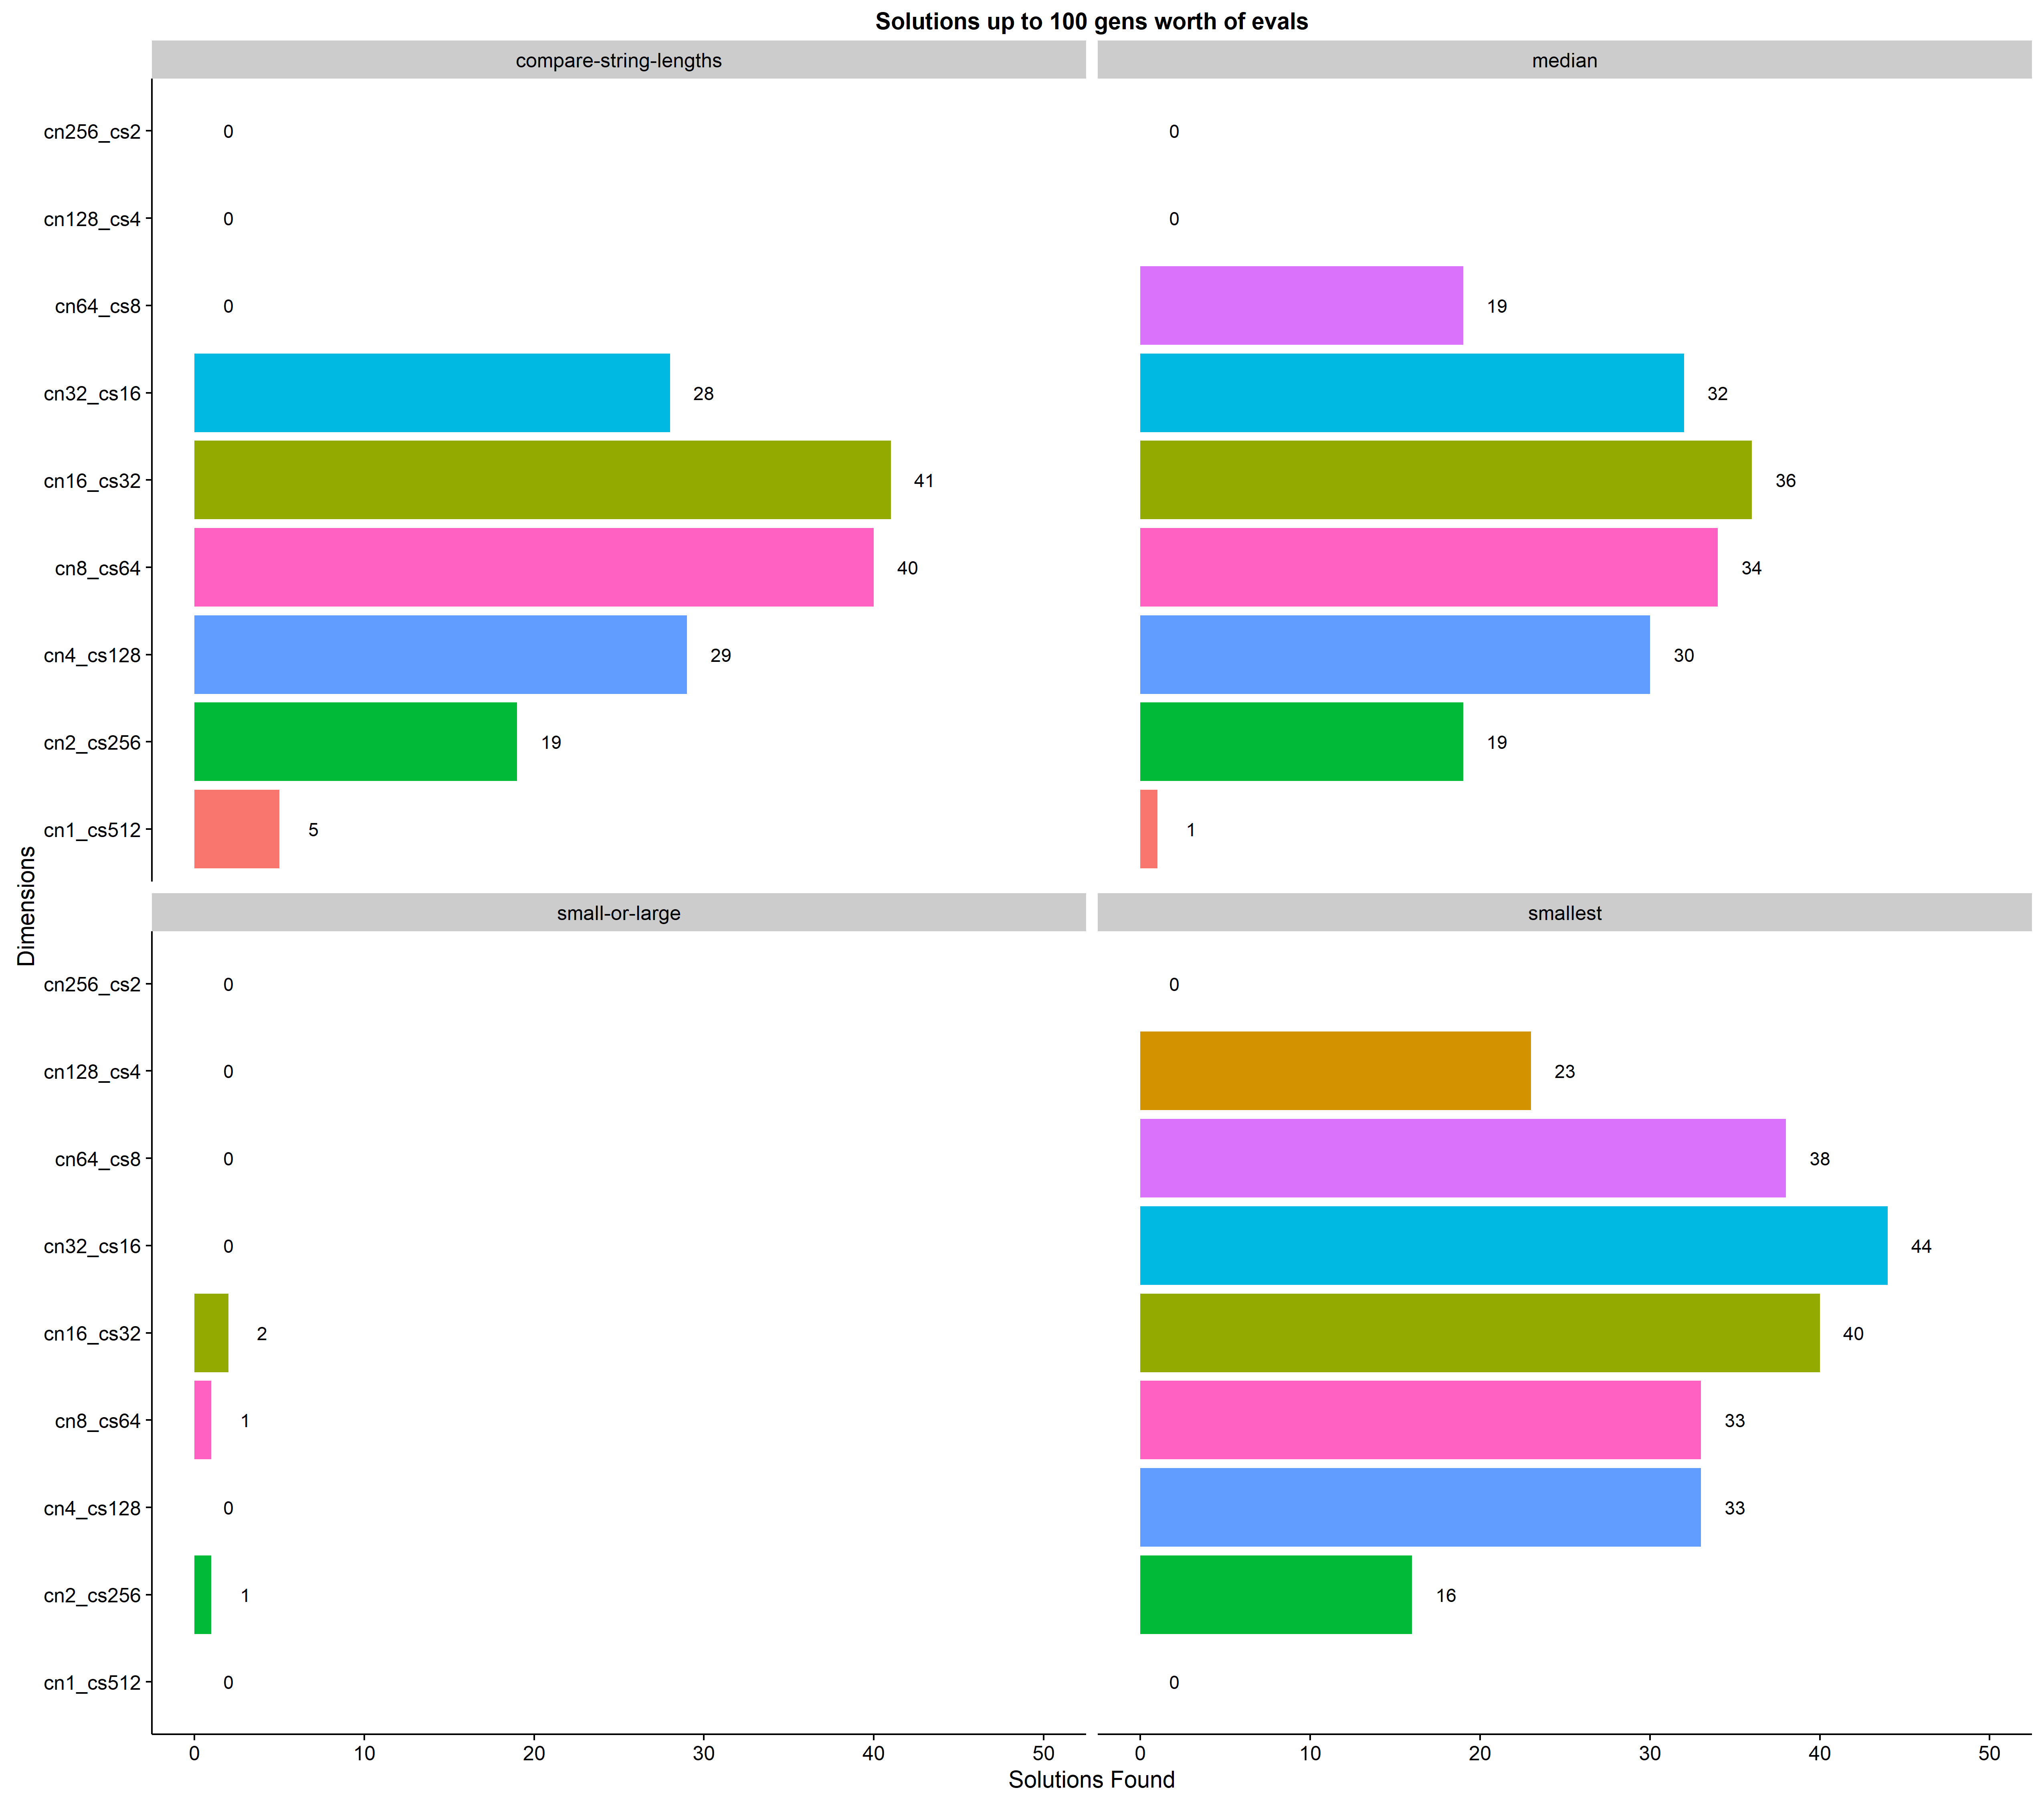 Solutions up to 100 gens worth of evals
compare-string-lengths
cn256_cs2 0
cn128_cs4 0
cn64_cs8 0
cn32_cs16 28
cn16_cs32 41
cn8_cs64 40
cn4_cs128 29
cn2_cs256 19
cn1_cs512 5
median
0
0
19
32
36
34
30
19
1
Dimensions
small-or-large
cn256_cs2 0
cn128_cs4 0
cn64_cs8 0
cn32_cs16 0
cn16_cs32 2
cn8_cs64 1
cn4_cs128 0
cn2_cs256 1
cn1_cs512 0
0 10 20 30 40 50
smallest
0
23
38
44
40
33
33
16
0
0 10 20 30 40 50
Solutions Found